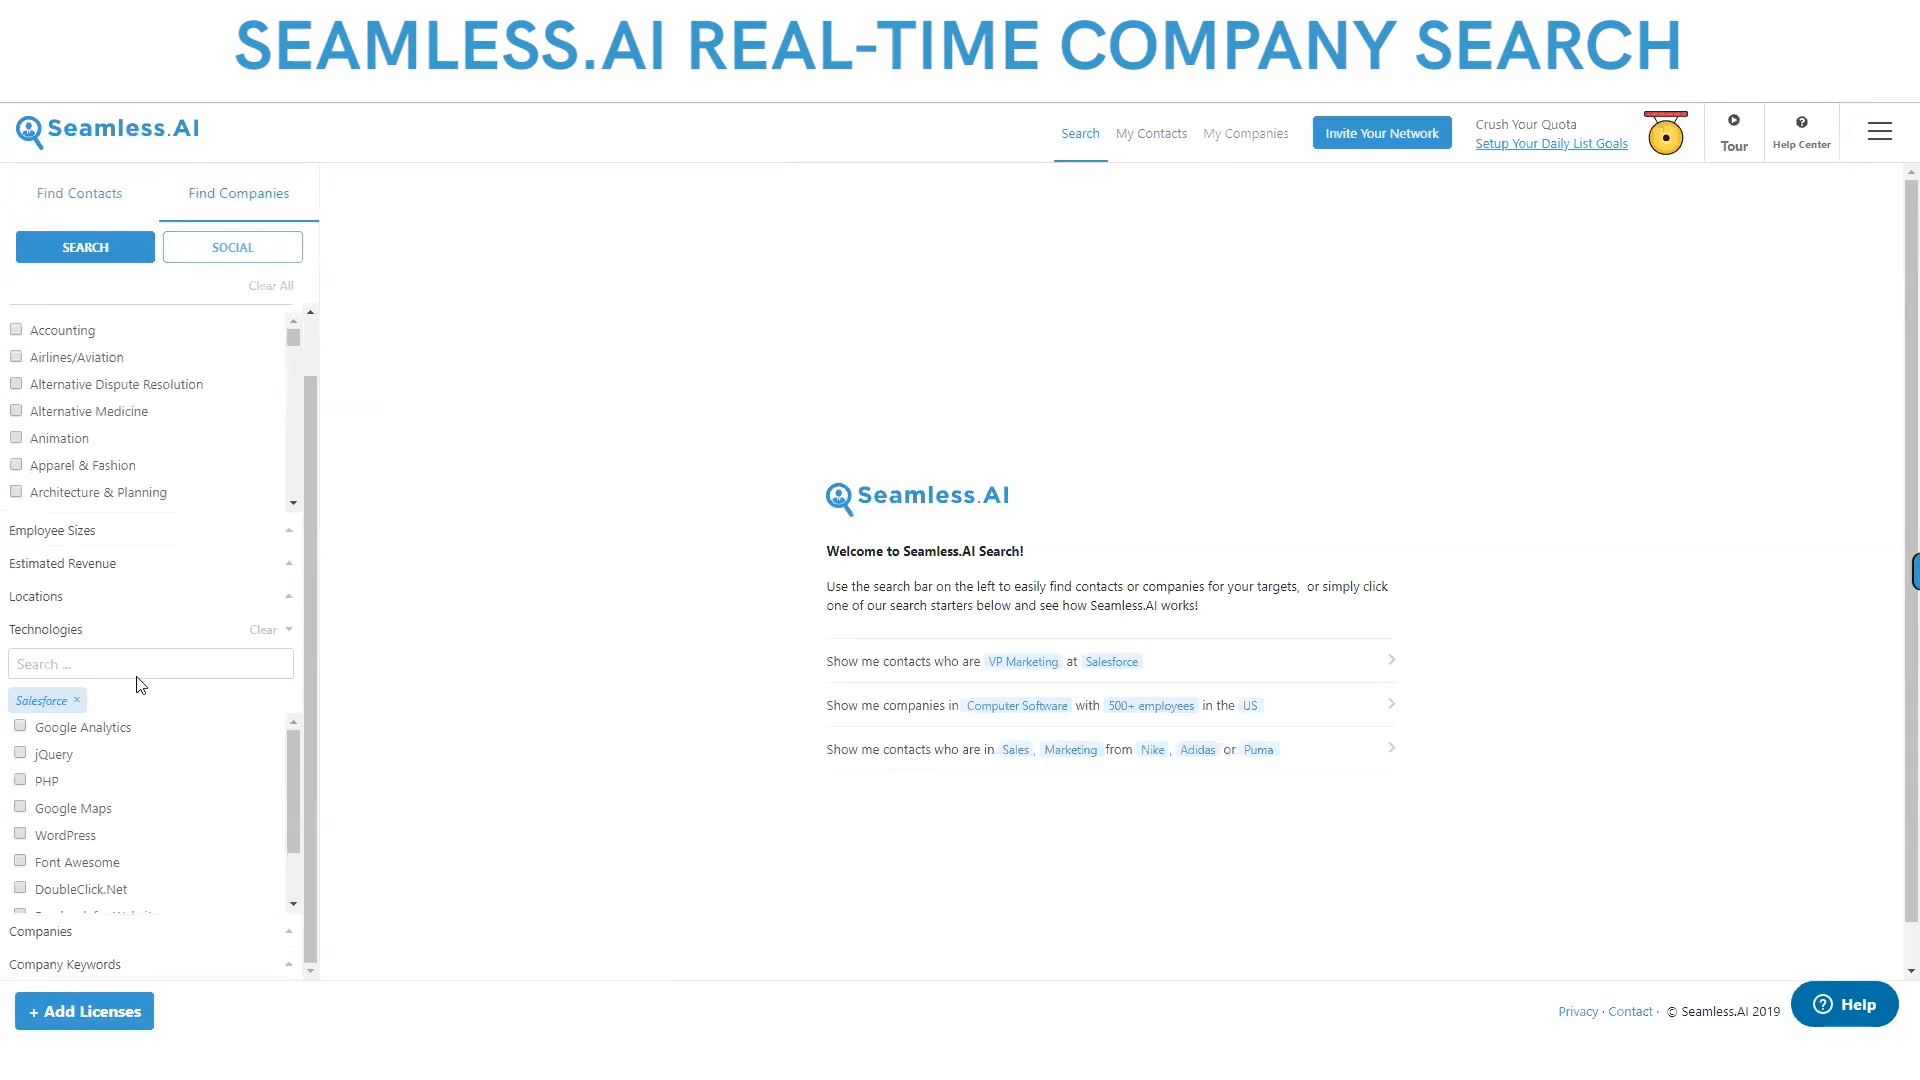 SEAMLESS.AI REAL-TIME COMPANY SEARCH
Seamless.AI
Search My Contacts My Companies Invite Your Network
Crush Your Quota
Setup Your Daily List Goals
Tour
Help Center
Find Contacts Find Companies
SEARCH SOCIAL
Clear All
Accounting
Airlines/Aviation
Alternative Dispute Resolution
Alternative Medicine
Animation
Apparel & Fashion
Architecture & Planning
Employee Sizes
Estimated Revenue
Locations
Technologies Clear
Search ...
Salesforce ×
Google Analytics
jQuery
PHP
Google Maps
WordPress
Font Awesome
DoubleClick.Net
Companies
Company Keywords
+ Add Licenses
Seamless.AI
Welcome to Seamless.AI Search!
Use the search bar on the left to easily find contacts or companies for your targets, or simply click
one of our search starters below and see how Seamless.AI works!
Show me contacts who are VP Marketing at Salesforce
Show me companies in Computer Software with 500+ employees in the US
Show me contacts who are in Sales, Marketing from Nike, Adidas or Puma
Privacy · Contact · © Seamless.AI 2019
Help